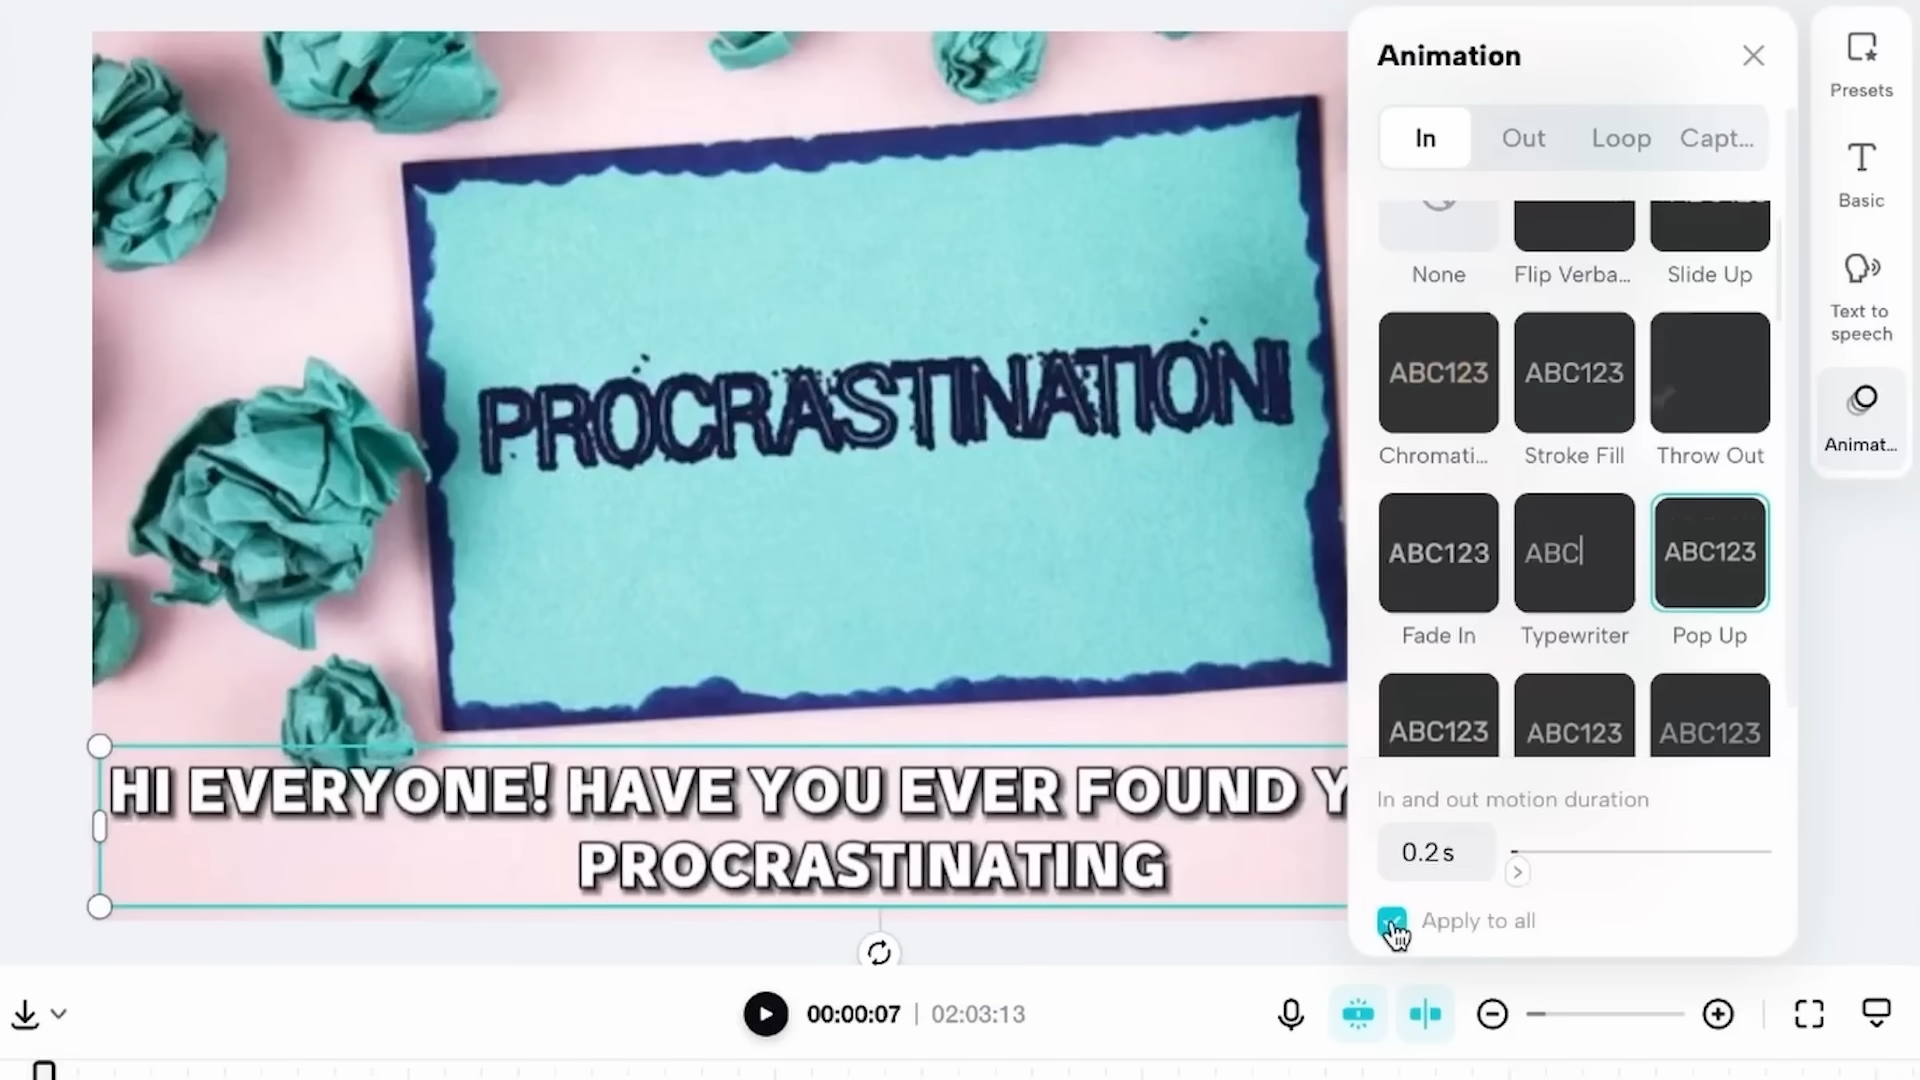 Animation
In Out Loop Capt...
None Flip Verba... Slide Up
ABC123 ABC123
Chromati... Stroke Fill Throw Out
ABC123 ABC ABC123
Fade In Typewriter Pop Up
ABC123 ABC123 ABC123
In and out motion duration
0.2s
Apply to all
Presets
Basic
Text to
speech
Animat...
PROCRASTINATION!
HI EVERYONE! HAVE YOU EVER FOUND Y
PROCRASTINATING
00:00:07 | 02:03:13